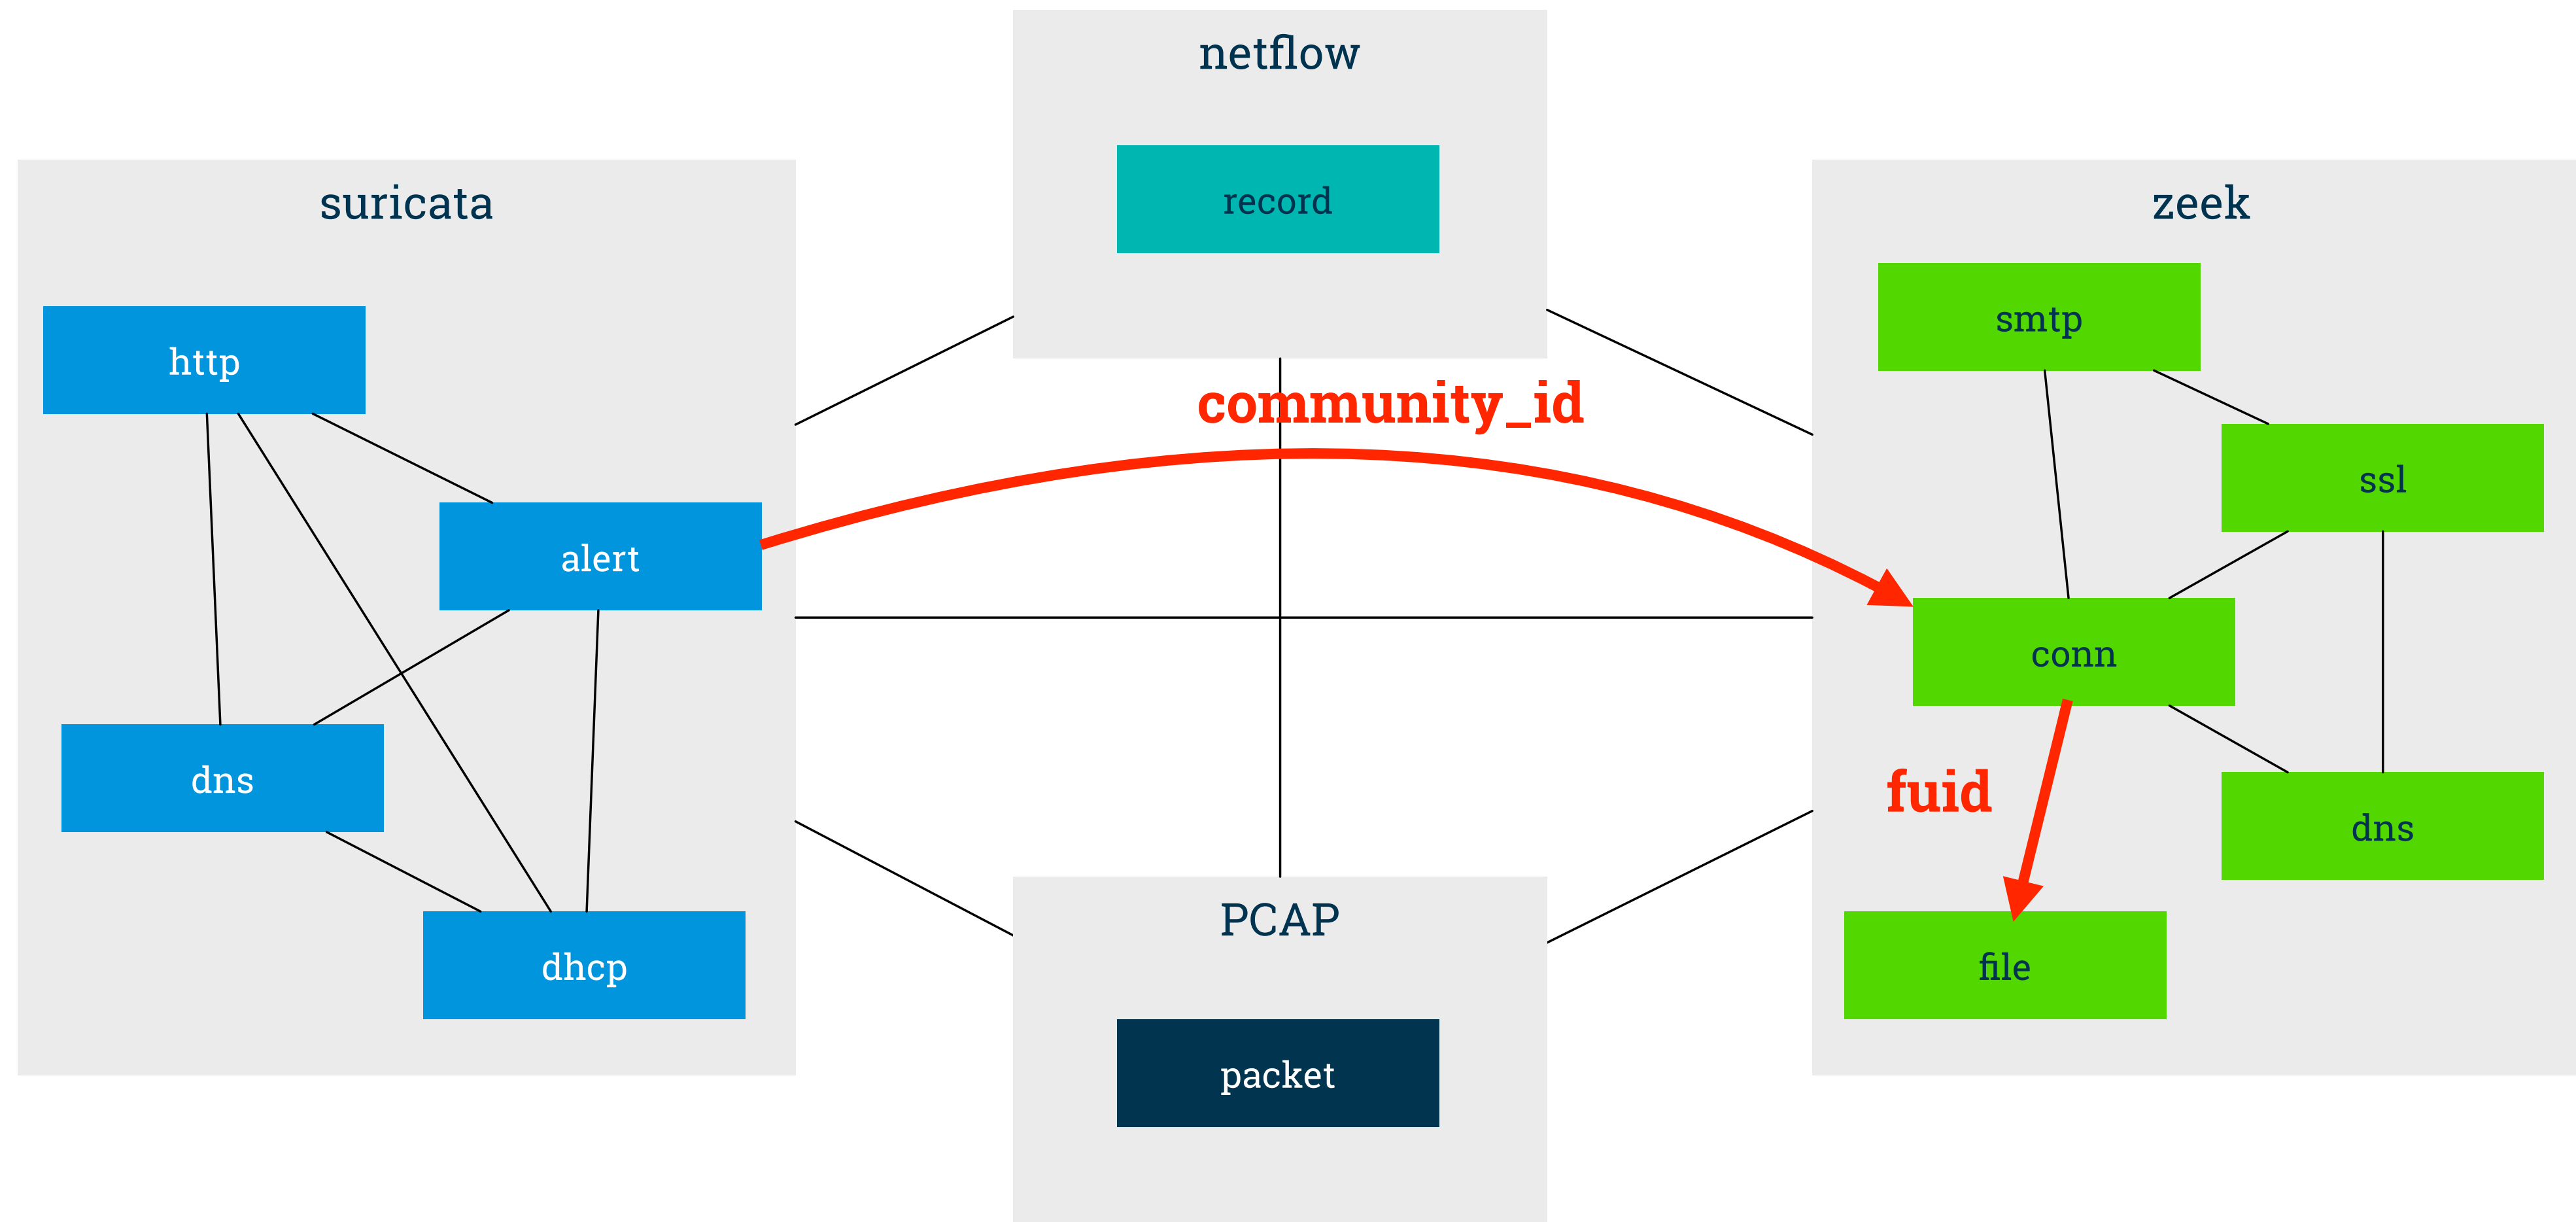 netflow
record
suricata
http
alert
dns
dhcp
community_id
PCAP
packet
zeek
smtp
ssl
conn
fuid
dns
file